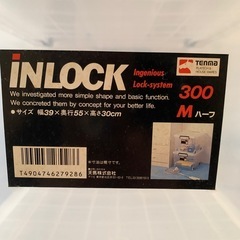 INLOCK
Ingenious
Lock-system
TENMA
We investigated more simple shape and basic function.
We concreted them by concept for your better life.
300
M ハーフ
●サイズ 幅39×奥行55×高さ30cm
T4904746279286
天馬株式会社